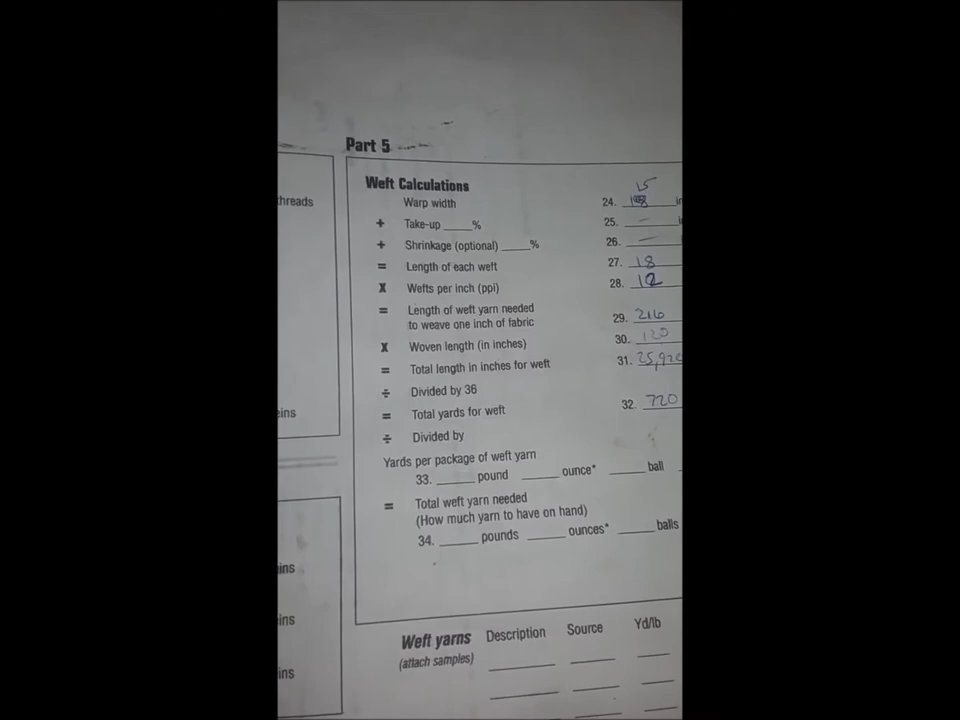 Part 5
Weft Calculations
15
Warp width 24. in
+ Take-up ____% 25. ____
+ Shrinkage (optional) ____% 26. ____
= Length of each weft 27. 18
X Wefts per inch (ppi) 28. 12
= Length of weft yarn needed
to weave one inch of fabric 29. 216
X Woven length (in inches) 30. 120
= Total length in inches for weft 31. 25,920
÷ Divided by 36
= Total yards for weft 32. 720
÷ Divided by
Yards per package of weft yarn
33. ____ pound ____ ounce* ____ ball
= Total weft yarn needed
(How much yarn to have on hand)
34. ____ pounds ____ ounces* ____ balls
Weft yarns Description Source Yd/lb
(attach samples)
threads
eins
ins
ins
ins